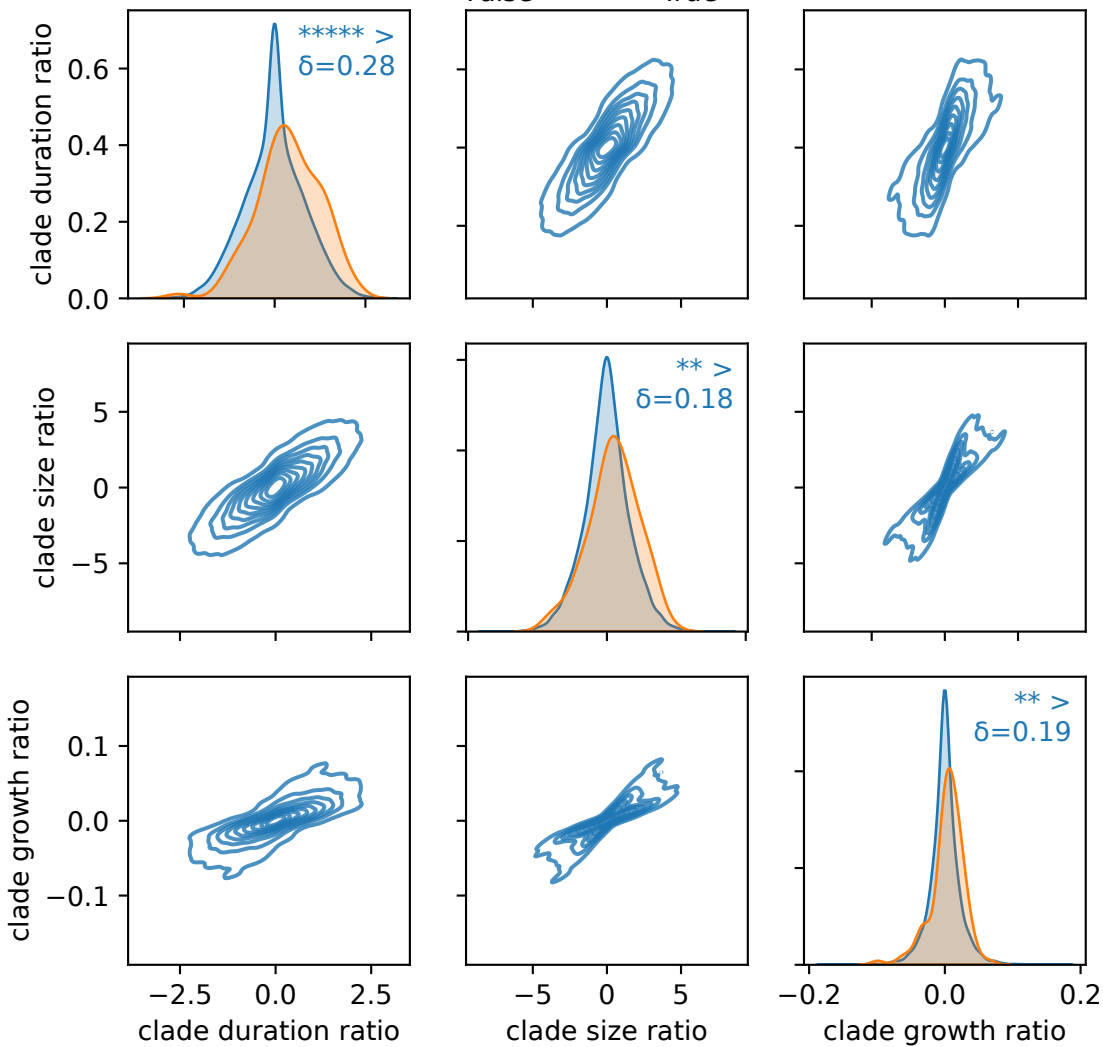 clade duration ratio
0.6
0.4
0.2
0.0
***** >
δ=0.28
clade size ratio
5
0
−5
** >
δ=0.18
clade growth ratio
0.1
0.0
−0.1
** >
δ=0.19
−2.5 0.0 2.5
−5 0 5
−0.2 0.0 0.2
clade duration ratio
clade size ratio
clade growth ratio